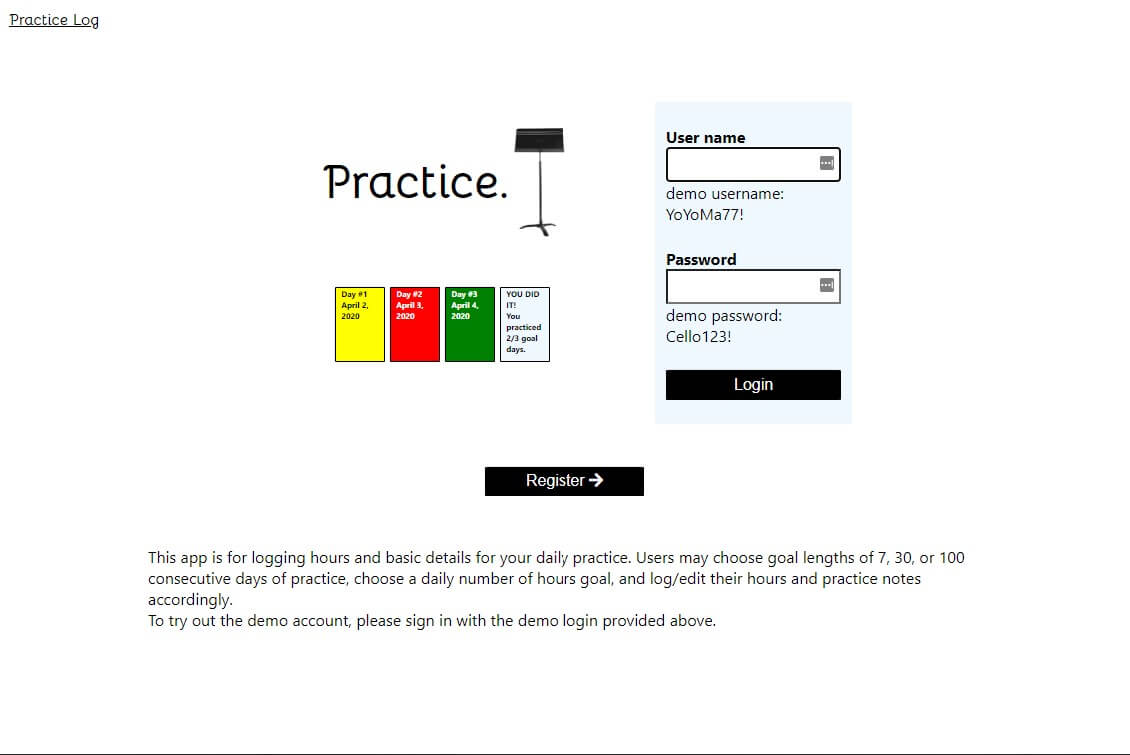 Practice Log
Practice.
Day #1
April 2,
2020
Day #2
April 3,
2020
Day #3
April 4,
2020
YOU DID
IT!
You
practiced
2/3 goal
days.
User name
demo username:
YoYoMa77!
Password
demo password:
Cello123!
Login
Register
This app is for logging hours and basic details for your daily practice. Users may choose goal lengths of 7, 30, or 100
consecutive days of practice, choose a daily number of hours goal, and log/edit their hours and practice notes
accordingly.
To try out the demo account, please sign in with the demo login provided above.